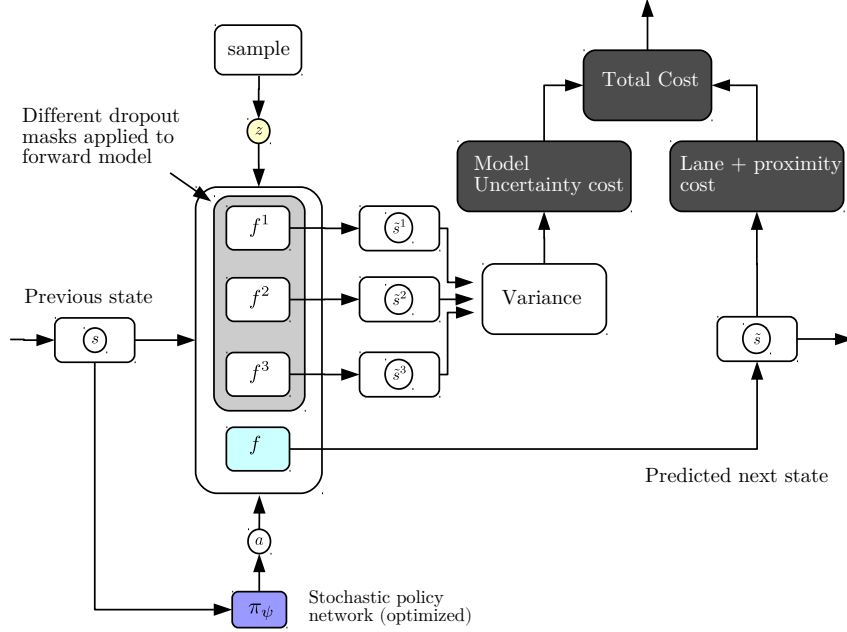 sample
Total Cost
Different dropout
masks applied to
forward model
z
Model
Uncertainty cost
Lane + proximity
cost
f¹
s̃¹
Previous state
f²
s̃²
Variance
s
s̃
f³
s̃³
f
Predicted next state
a
π_ψ
Stochastic policy
network (optimized)